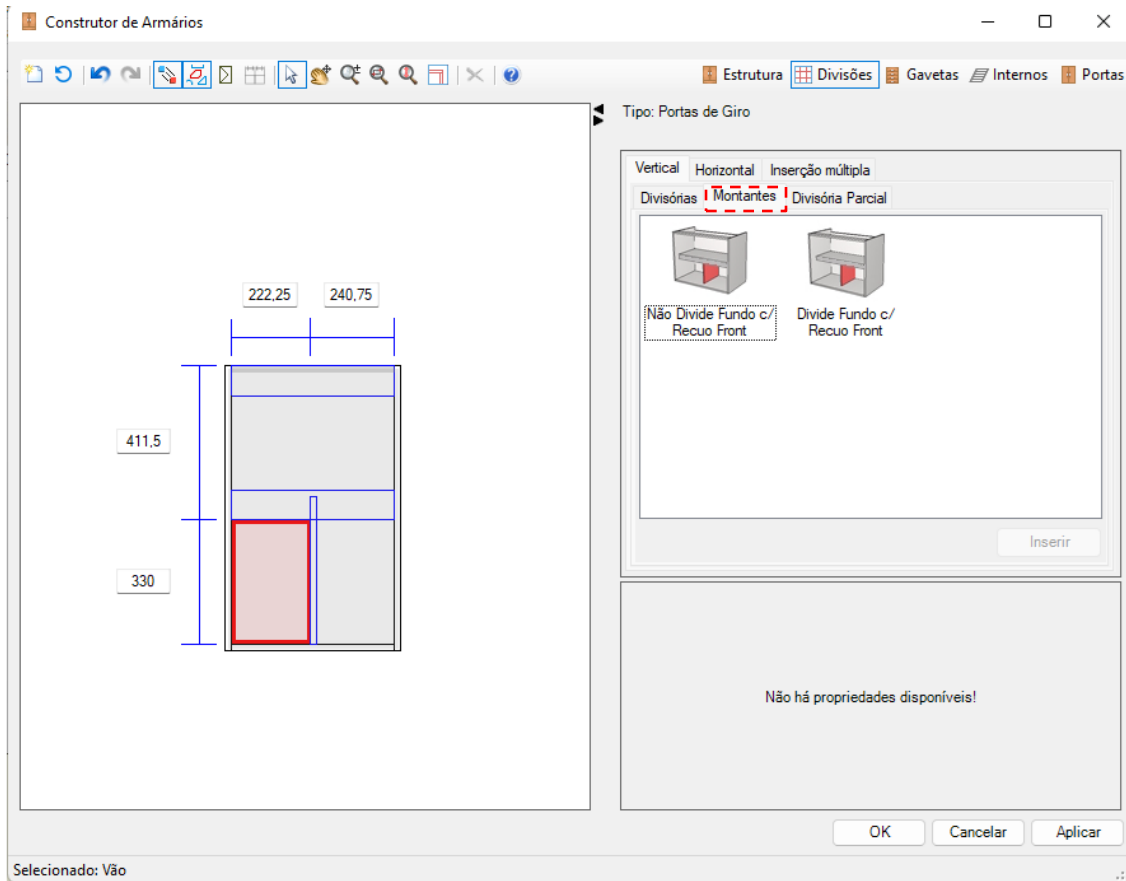 Construtor de Armários
Estrutura Divisões Gavetas Internos Portas
Tipo: Portas de Giro
Vertical Horizontal Inserção múltipla
Divisórias Montantes Divisória Parcial
Não Divide Fundo c/
Recuo Front
Divide Fundo c/
Recuo Front
Inserir
222,25 240,75
411,5
330
Não há propriedades disponíveis!
OK Cancelar Aplicar
Selecionado: Vão